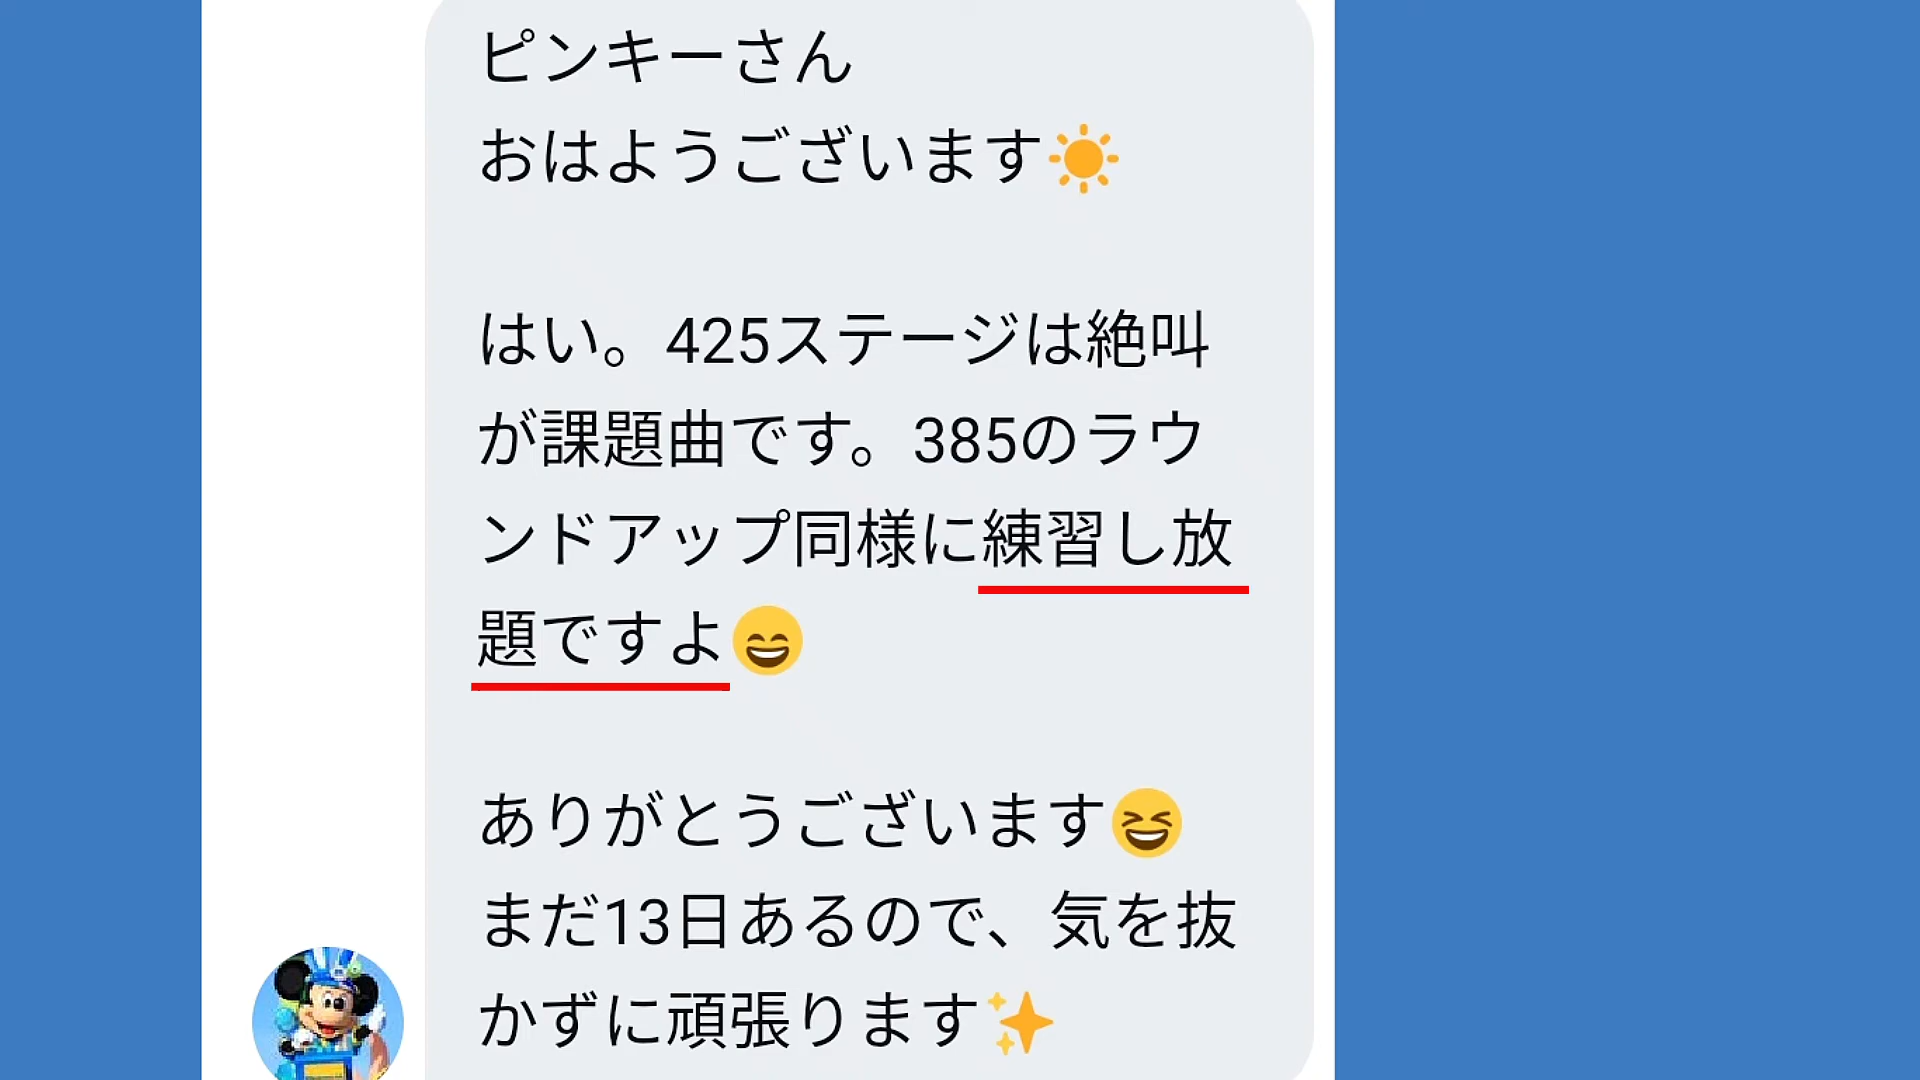 ピンキーさん
おはようございます☀
はい。425ステージは絶叫
が課題曲です。385のラウ
ンドアップ同様に練習し放
題ですよ😄
ありがとうございます😆
まだ13日あるので、気を抜
かずに頑張ります✨